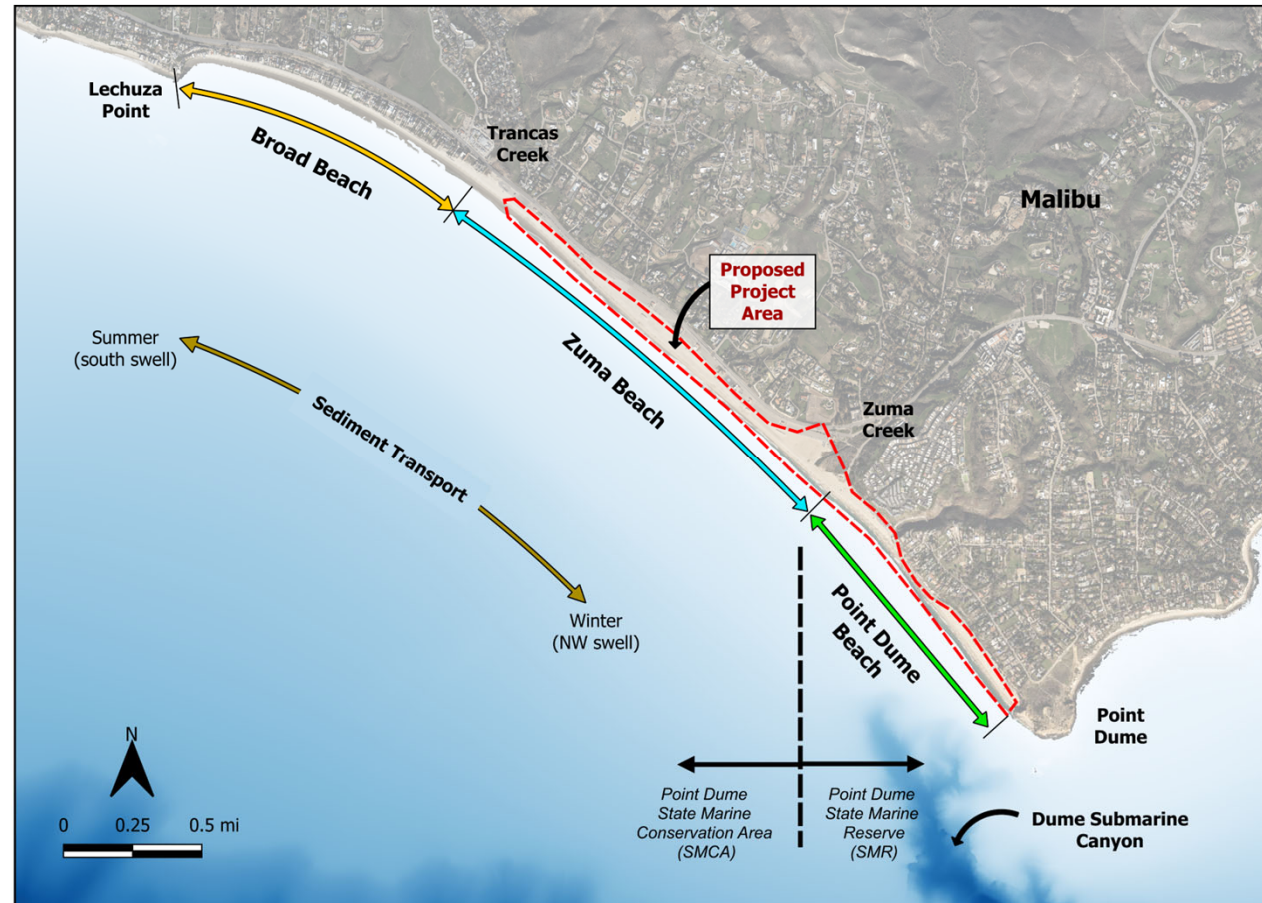 Lechuza
Point
Broad Beach
Trancas
Creek
Malibu
Proposed
Project
Area
Summer
(south swell)
Zuma Beach
Sediment Transport
Zuma
Creek
Winter
(NW swell)
Point Dume
Beach
Point
Dume
N
0 0.25 0.5 mi
Point Dume
State Marine
Conservation Area
(SMCA)
Point Dume
State Marine
Reserve
(SMR)
Dume Submarine
Canyon